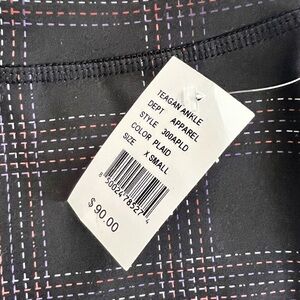 TEAGAN ANKLE
DEPT APPAREL
STYLE 300APLD
COLOR PLAID
SIZE X SMALL
$ 90.00